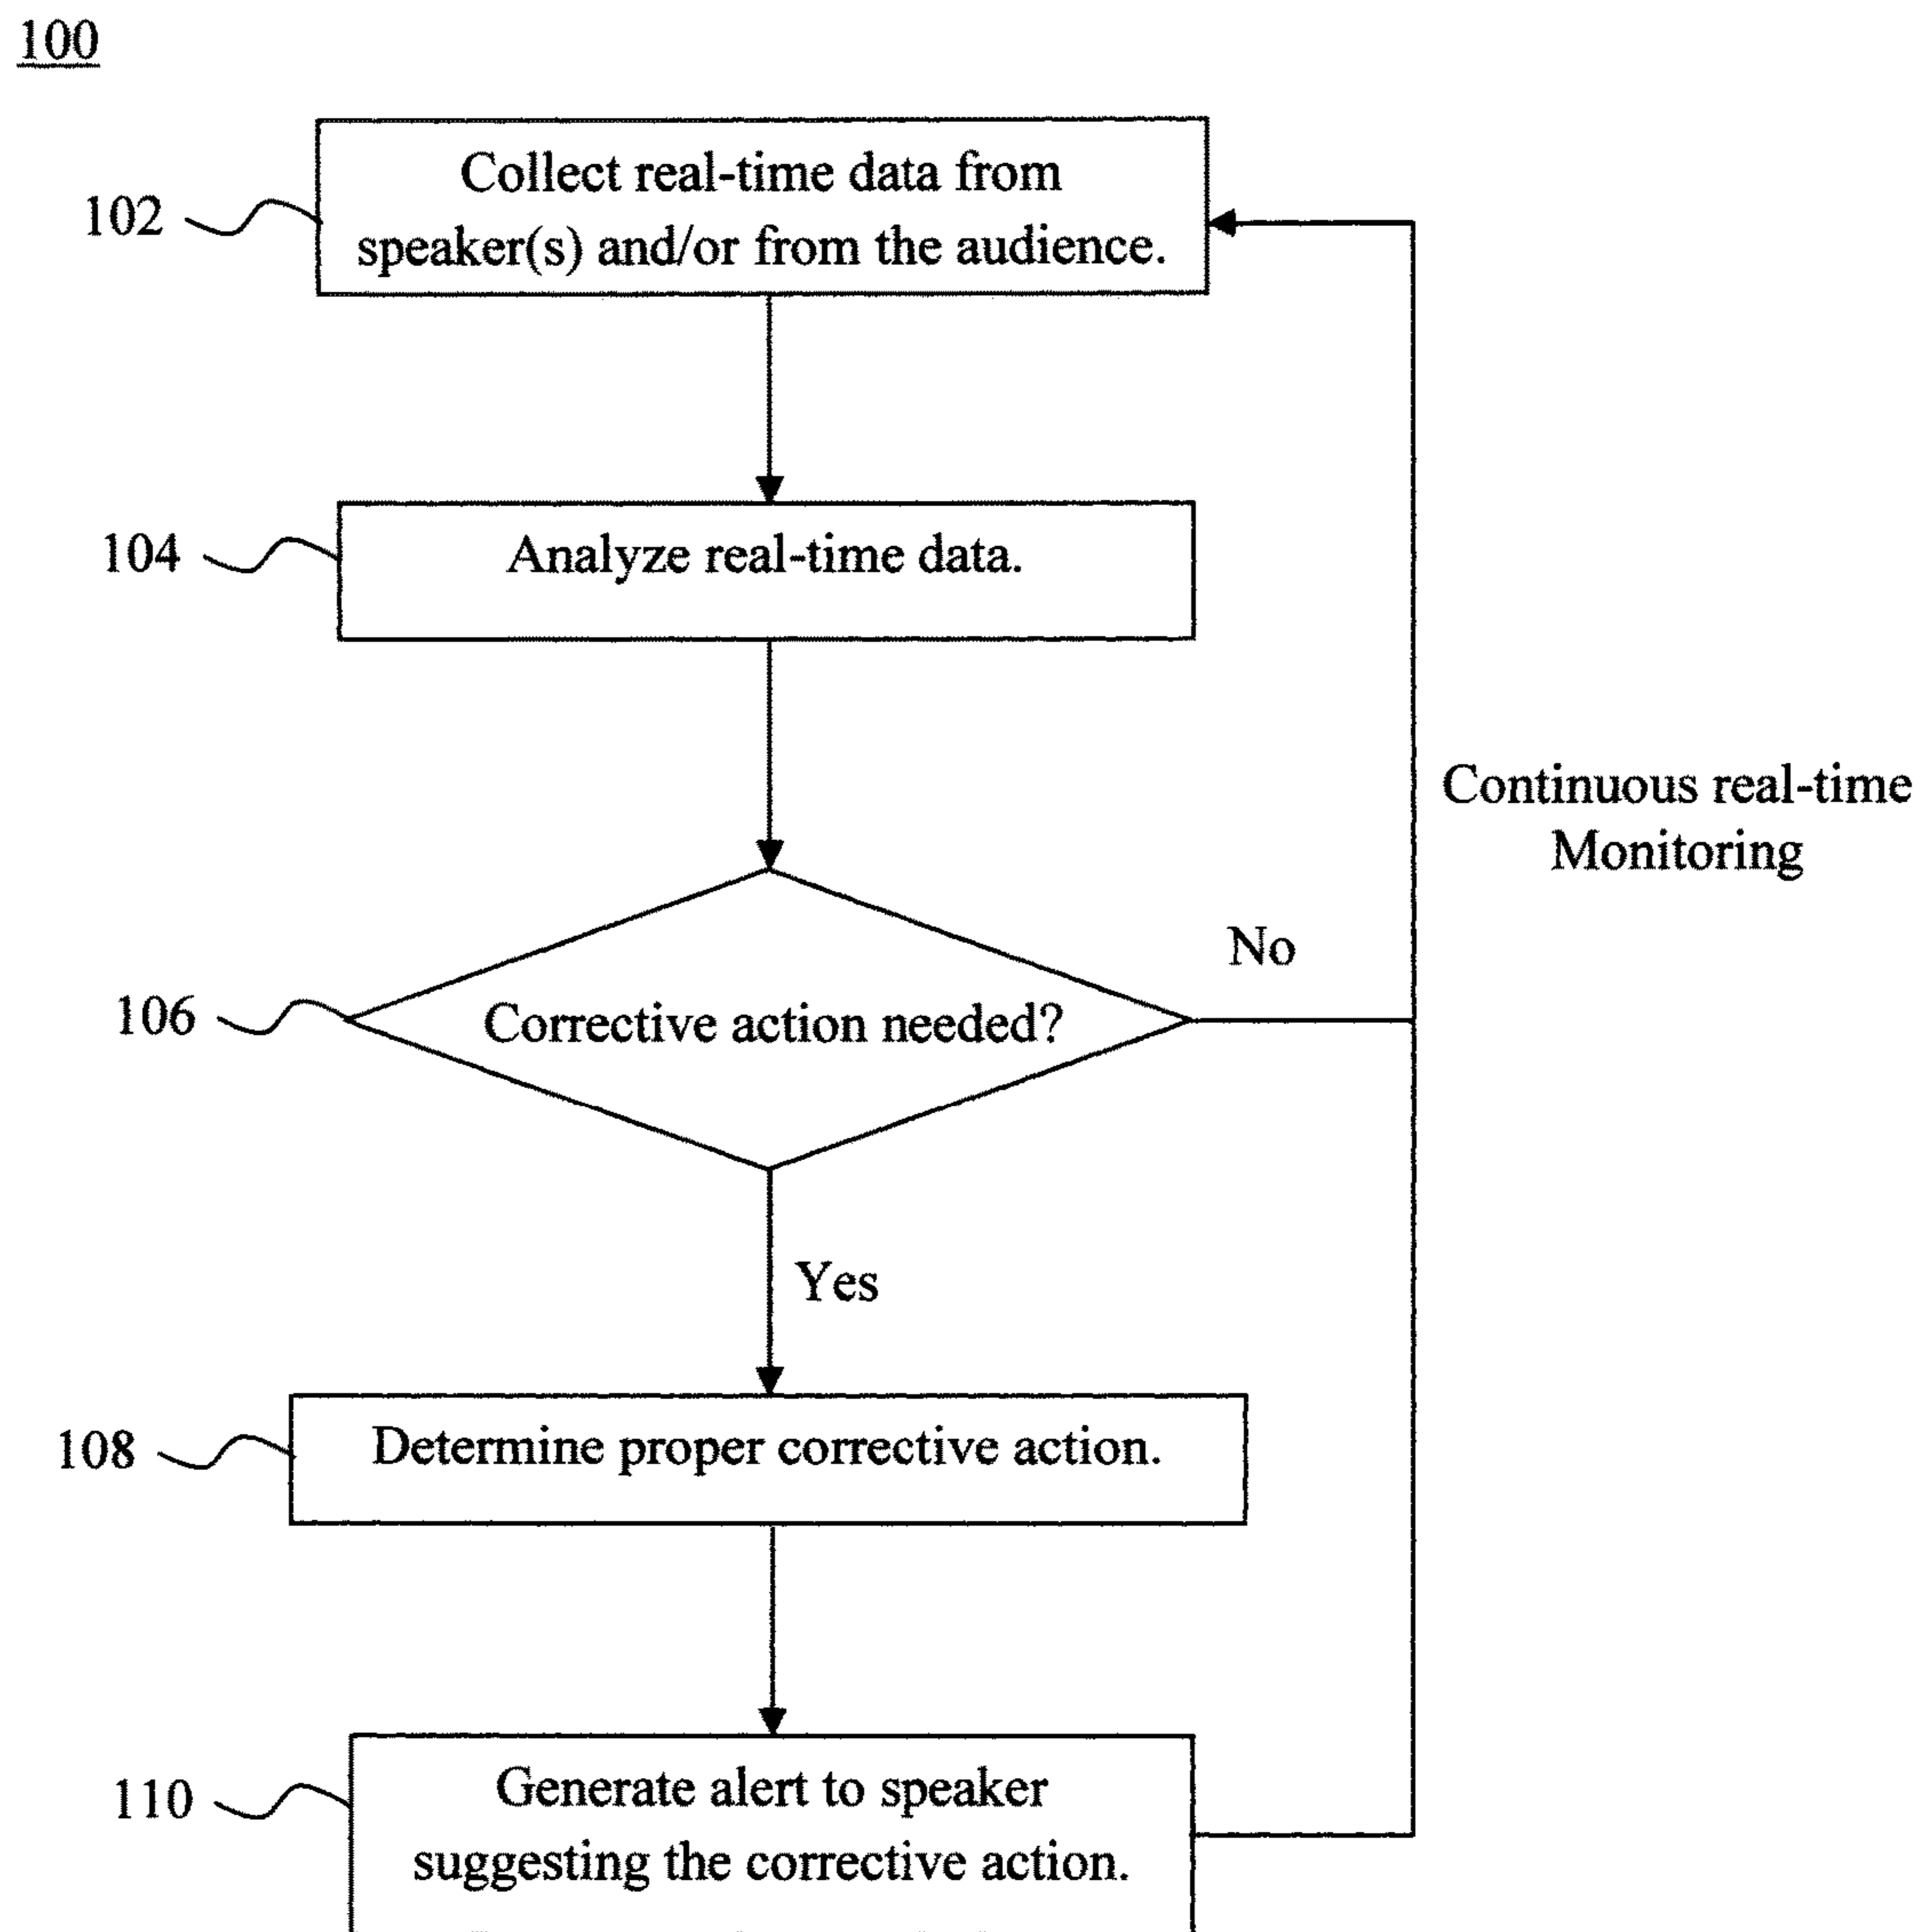 100
102
Collect real-time data from
speaker(s) and/or from the audience.
104
Analyze real-time data.
Continuous real-time
Monitoring
No
106
Corrective action needed?
Yes
108
Determine proper corrective action.
110
Generate alert to speaker
suggesting the corrective action.